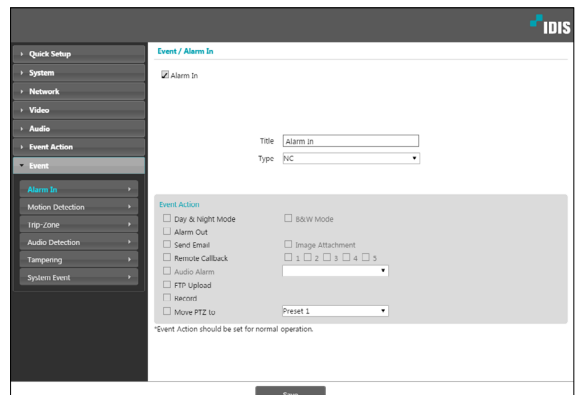 IDIS
Quick Setup
System
Network
Video
Audio
Event Action
Event
Alarm In
Motion Detection
Trip-Zone
Audio Detection
Tampering
System Event
Event / Alarm In
Alarm In
Title Alarm In
Type NC
Event Action
Day & Night Mode B&W Mode
Alarm Out
Send Email Image Attachment
Remote Callback 1 2 3 4 5
Audio Alarm
FTP Upload
Record
Move PTZ to Preset 1
*Event Action should be set for normal operation.
Save